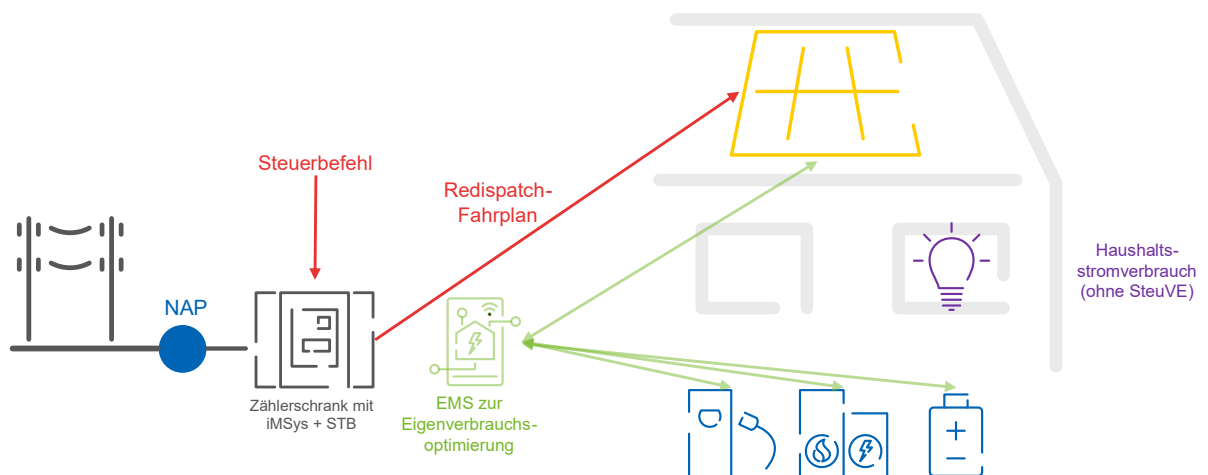 Steuerbefehl
Redispatch-
Fahrplan
NAP
Haushalts-
stromverbrauch
(ohne SteuVE)
Zählerschrank mit
iMSys + STB
EMS zur
Eigenverbrauchs-
optimierung